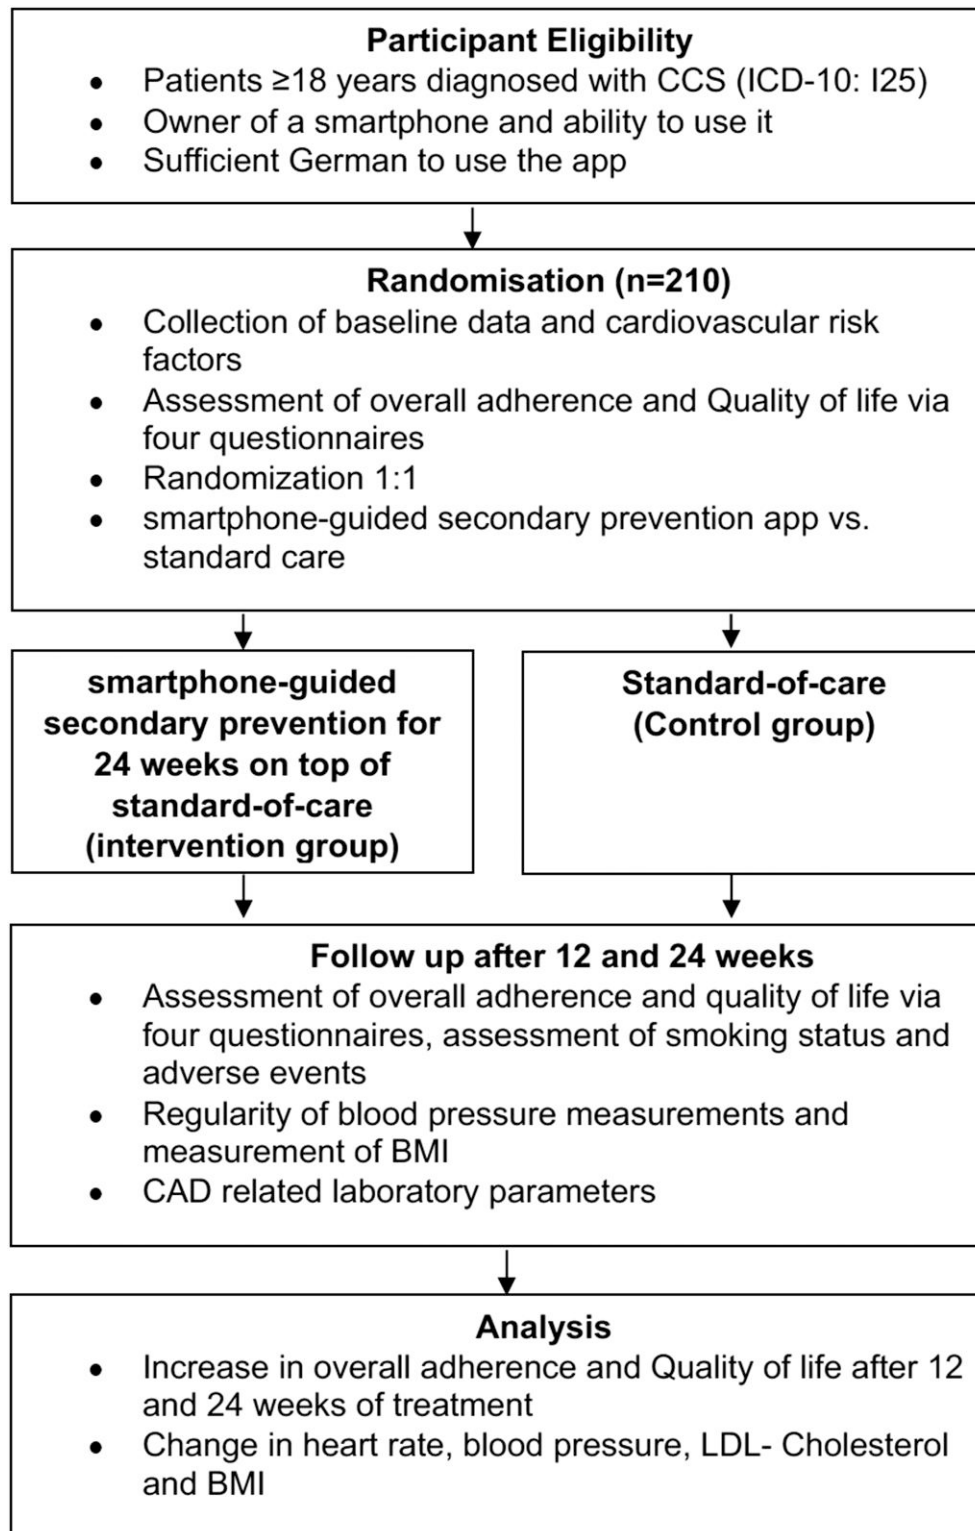 Participant Eligibility
• Patients ≥18 years diagnosed with CCS (ICD-10: I25)
• Owner of a smartphone and ability to use it
• Sufficient German to use the app
Randomisation (n=210)
• Collection of baseline data and cardiovascular risk
factors
• Assessment of overall adherence and Quality of life via
four questionnaires
• Randomization 1:1
• smartphone-guided secondary prevention app vs.
standard care
smartphone-guided
secondary prevention for
24 weeks on top of
standard-of-care
(intervention group)
Standard-of-care
(Control group)
Follow up after 12 and 24 weeks
• Assessment of overall adherence and quality of life via
four questionnaires, assessment of smoking status and
adverse events
• Regularity of blood pressure measurements and
measurement of BMI
• CAD related laboratory parameters
Analysis
• Increase in overall adherence and Quality of life after 12
and 24 weeks of treatment
• Change in heart rate, blood pressure, LDL- Cholesterol
and BMI